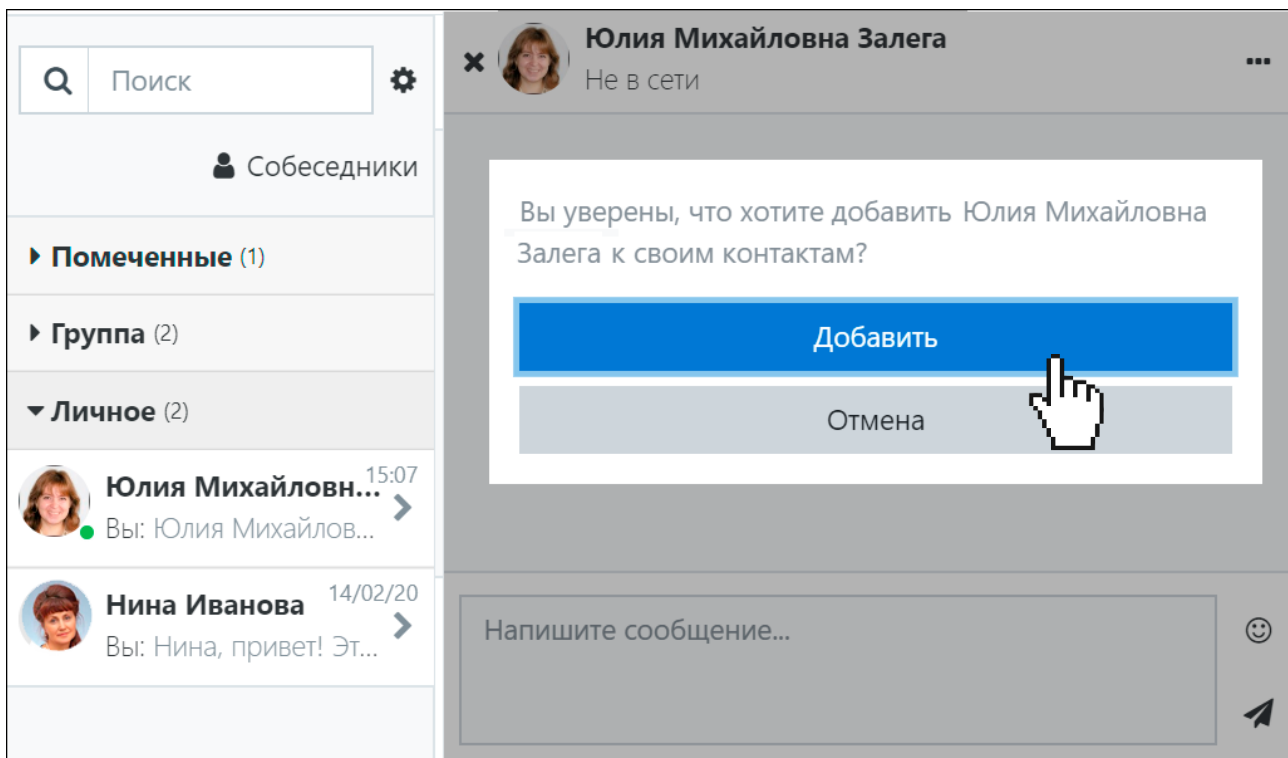 Поиск
Собеседники
Помеченные (1)
Группа (2)
Личное (2)
Юлия Михайловн...
15:07
Вы: Юлия Михайлов...
Нина Иванова
14/02/20
Вы: Нина, привет! Эт...
Юлия Михайловна Залега
Не в сети
Вы уверены, что хотите добавить Юлия Михайловна
Залега к своим контактам?
Добавить
Отмена
Напишите сообщение...